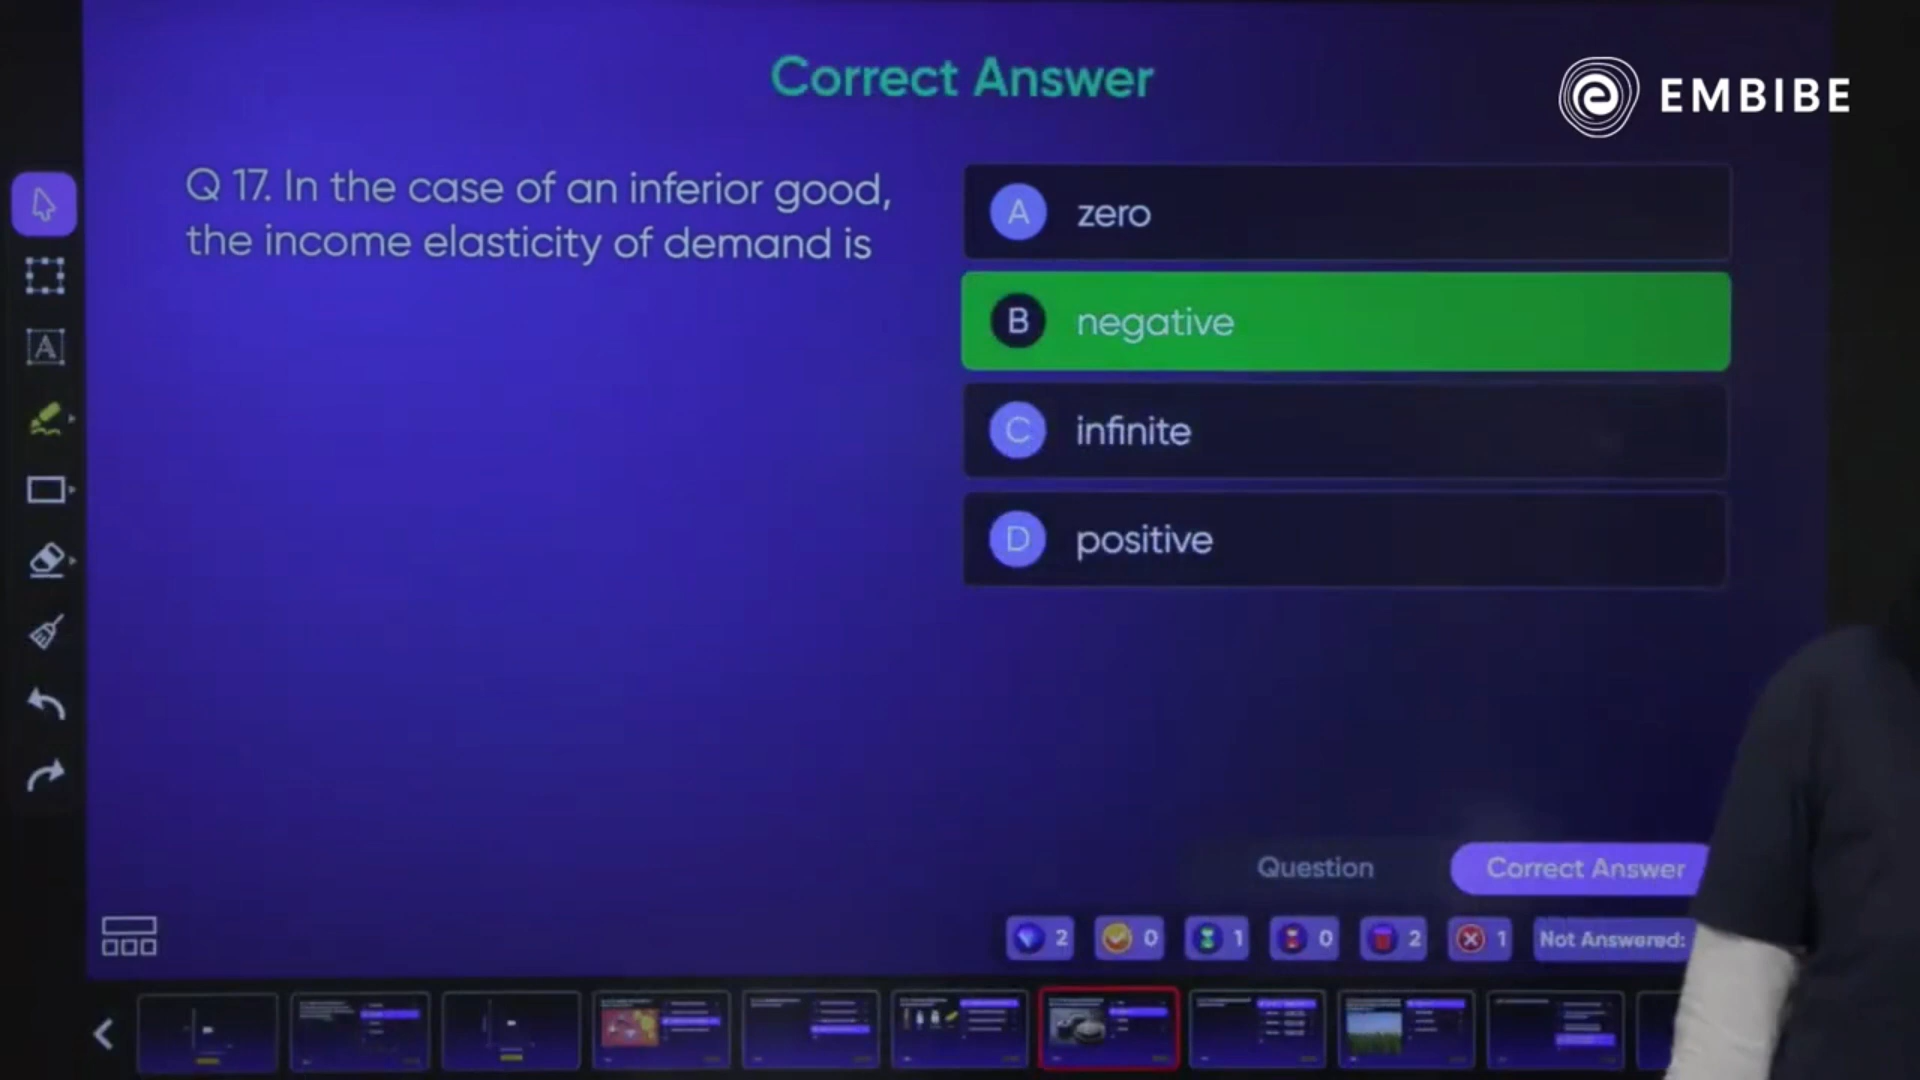 Correct Answer
EMBIBE
Q 17. In the case of an inferior good,
the income elasticity of demand is
A zero
B negative
C infinite
D positive
Question
Correct Answer
2 0 1 0 2 1 Not Answered: